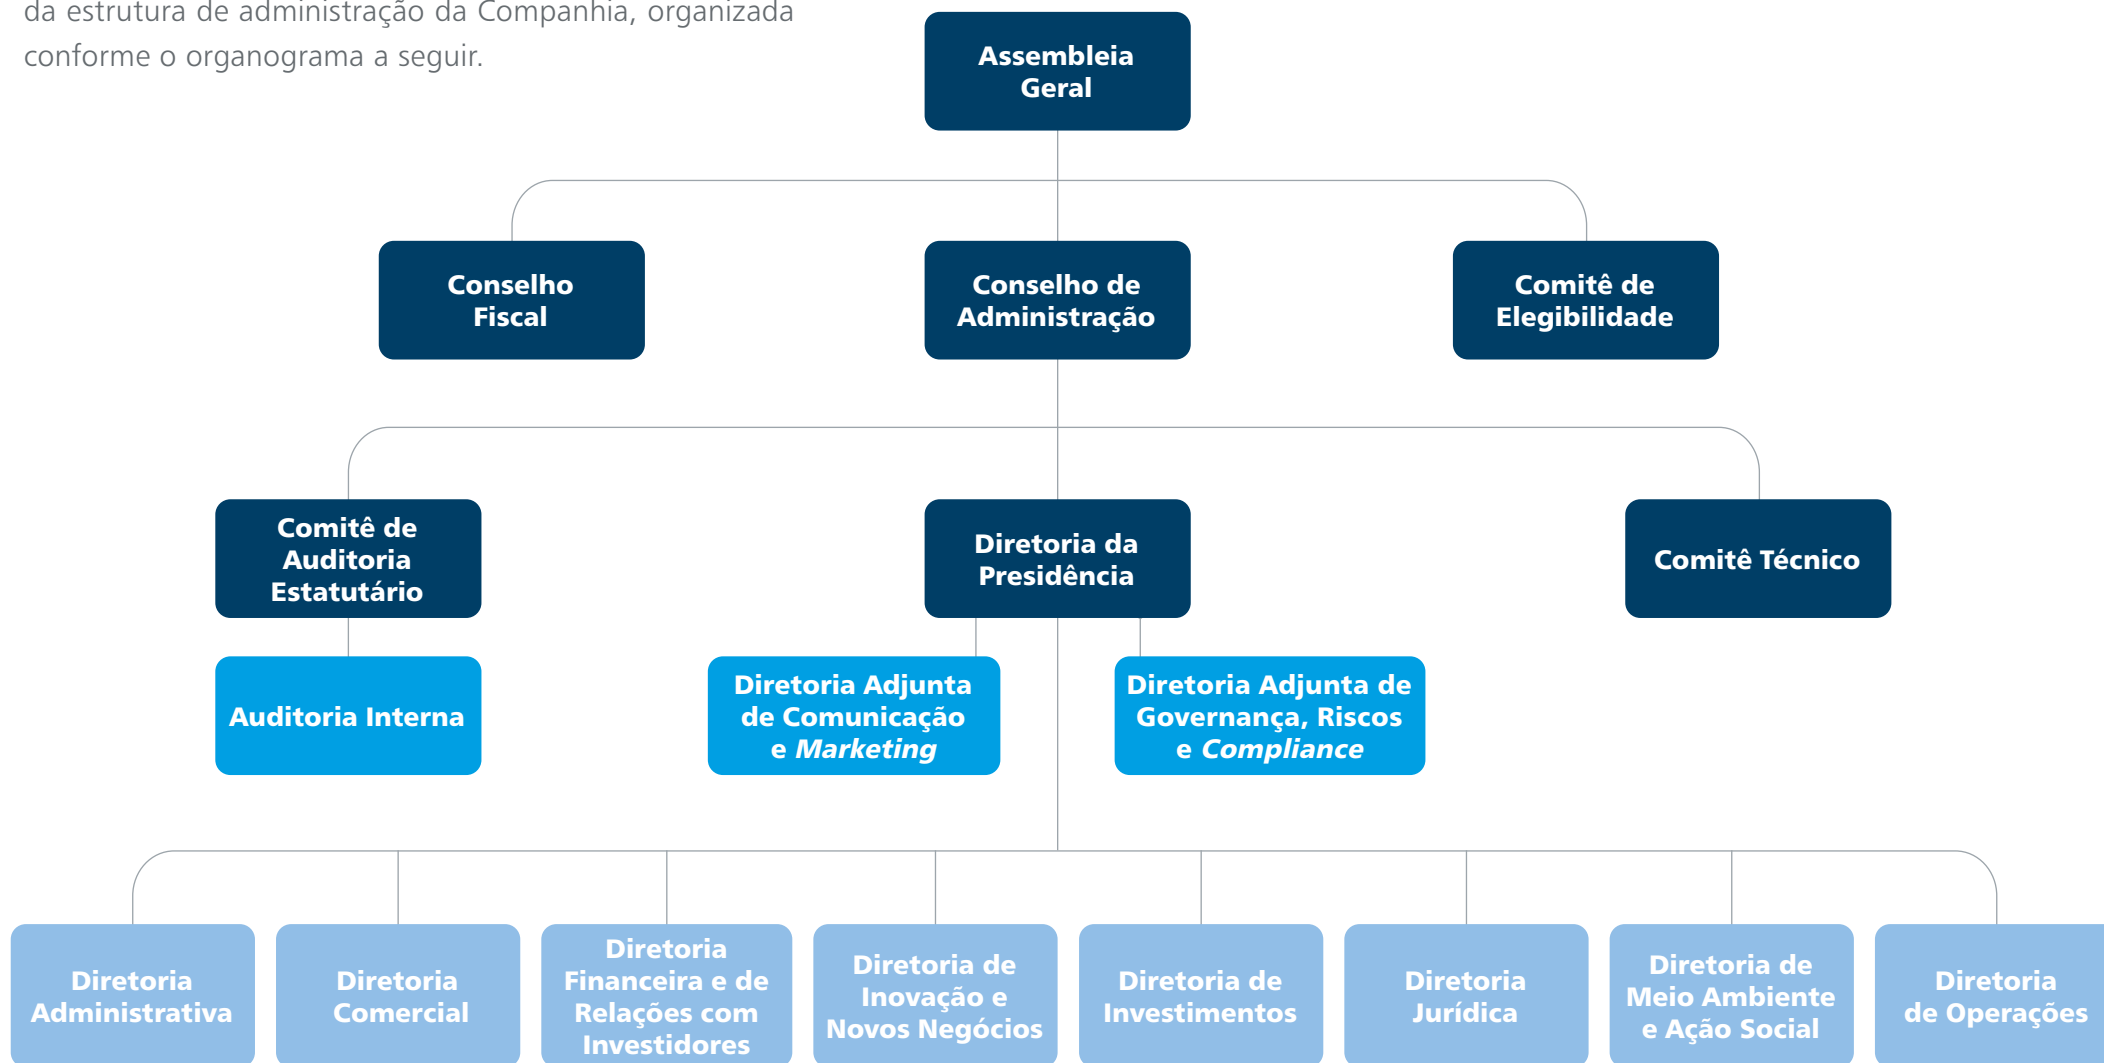 da estrutura de administração da Companhia, organizada
conforme o organograma a seguir.
Assembleia
Geral
Conselho
Fiscal
Conselho de
Administração
Comitê de
Elegibilidade
Comitê de
Auditoria
Estatutário
Diretoria da
Presidência
Comitê Técnico
Auditoria Interna
Diretoria Adjunta
de Comunicação
e Marketing
Diretoria Adjunta de
Governança, Riscos
e Compliance
Diretoria
Administrativa
Diretoria
Comercial
Diretoria
Financeira e de
Relações com
Investidores
Diretoria de
Inovação e
Novos Negócios
Diretoria de
Investimentos
Diretoria
Jurídica
Diretoria de
Meio Ambiente
e Ação Social
Diretoria
de Operações